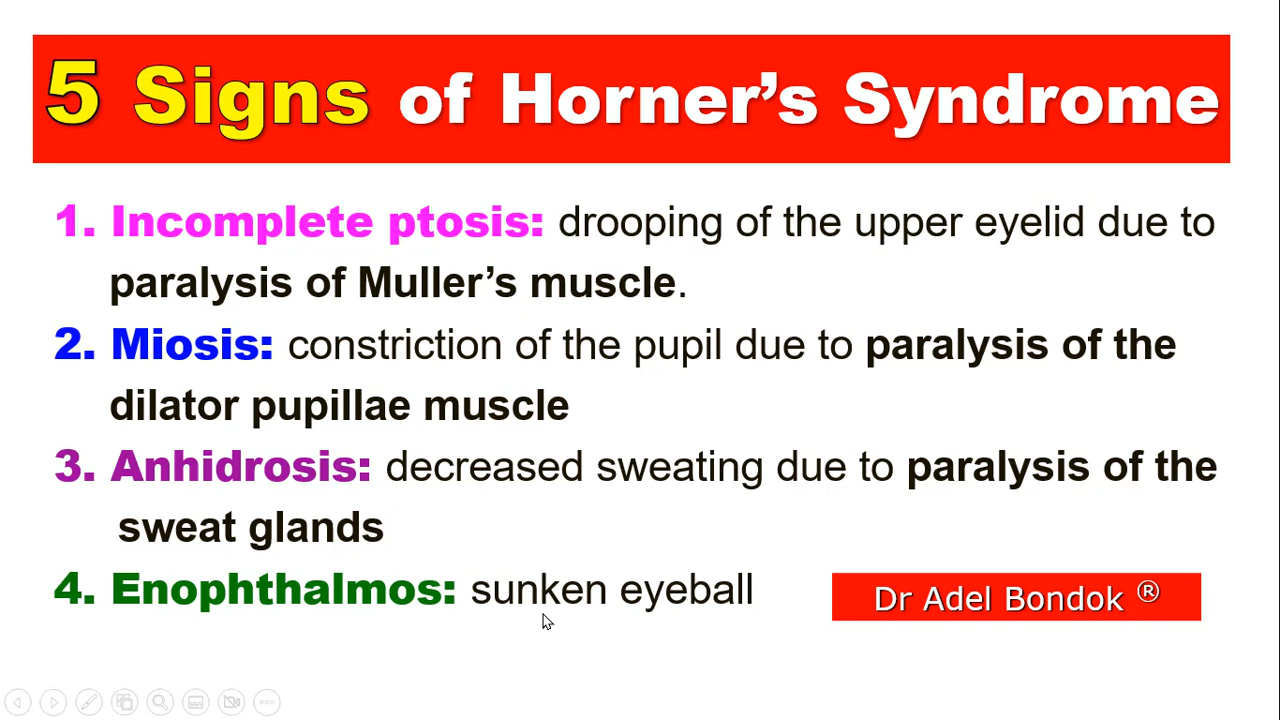 5 Signs of Horner’s Syndrome
1. Incomplete ptosis: drooping of the upper eyelid due to
paralysis of Muller’s muscle.
2. Miosis: constriction of the pupil due to paralysis of the
dilator pupillae muscle
3. Anhidrosis: decreased sweating due to paralysis of the
sweat glands
4. Enophthalmos: sunken eyeball
Dr Adel Bondok ®